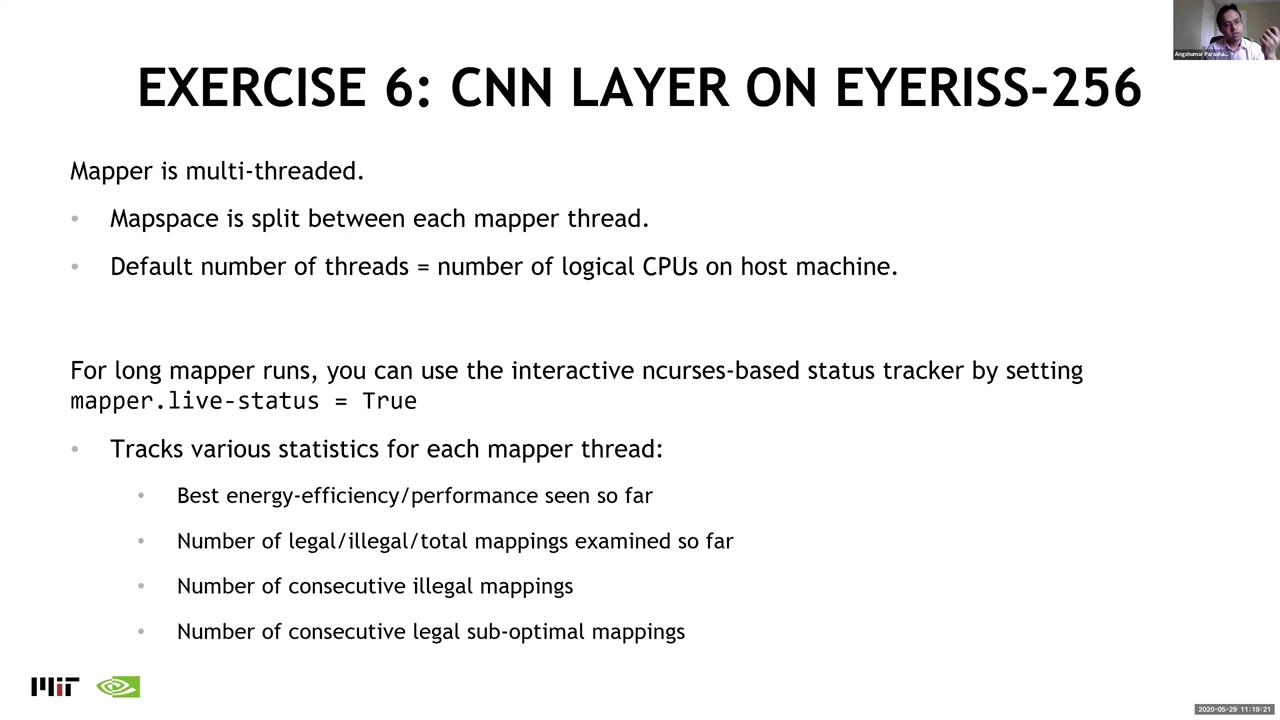 Angshumar Parasha...
EXERCISE 6: CNN LAYER ON EYERISS-256
Mapper is multi-threaded.
• Mapspace is split between each mapper thread.
• Default number of threads = number of logical CPUs on host machine.
For long mapper runs, you can use the interactive ncurses-based status tracker by setting
mapper.live-status = True
• Tracks various statistics for each mapper thread:
• Best energy-efficiency/performance seen so far
• Number of legal/illegal/total mappings examined so far
• Number of consecutive illegal mappings
• Number of consecutive legal sub-optimal mappings
MIT
2020-05-29 11:19:21